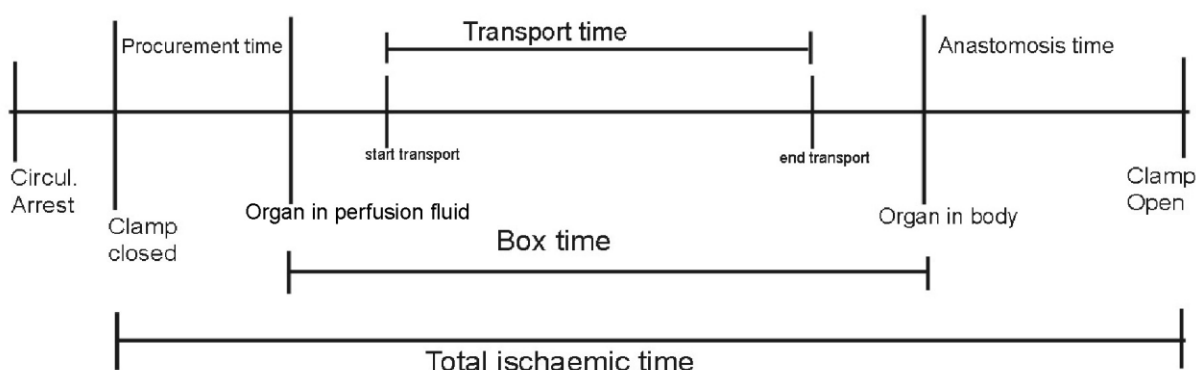 Procurement time
Transport time
Anastomosis time
start transport
end transport
Circul.
Arrest
Clamp
closed
Organ in perfusion fluid
Organ in body
Clamp
Open
Box time
Total ischaemic time